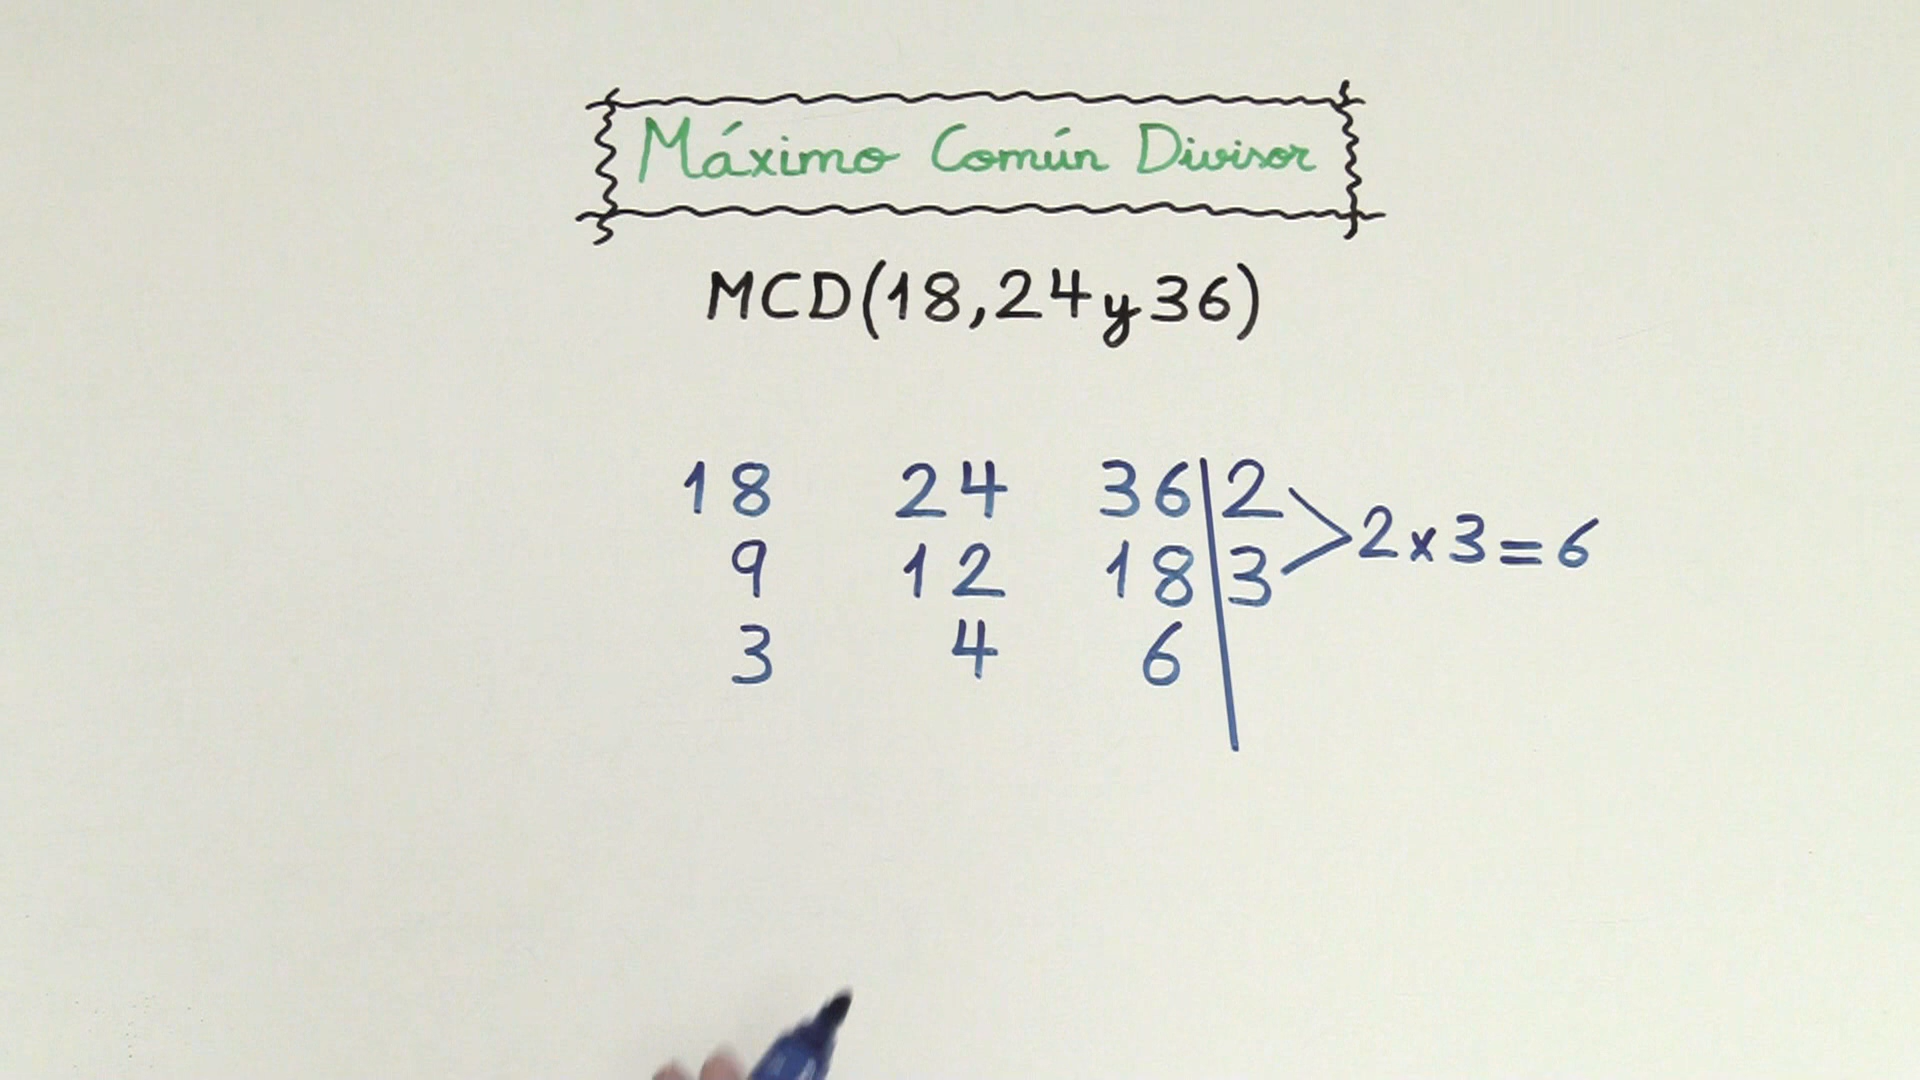 Máximo Común Divisor
MCD(18,24 y 36)
18 24 36 2
9 12 18 3
2x3=6
3 4 6